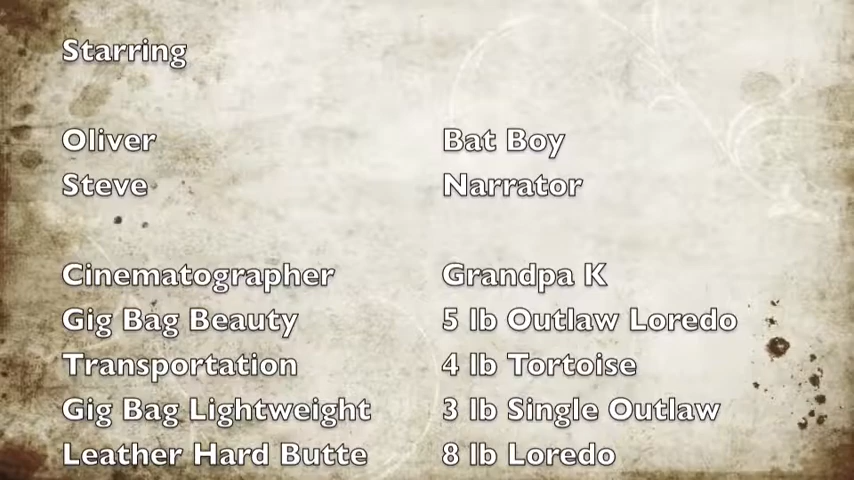 Starring
Oliver Bat Boy
Steve Narrator
Cinematographer Grandpa K
Gig Bag Beauty 5 lb Outlaw Loredo
Transportation 4 lb Tortoise
Gig Bag Lightweight 3 lb Single Outlaw
Leather Hard Butte 8 lb Loredo